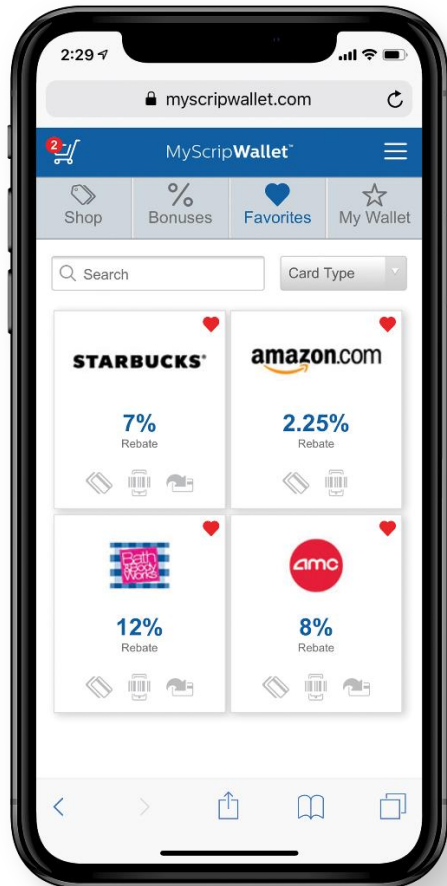 2:29
myscripwallet.com
2
MyScripWallet™
Shop
Bonuses
Favorites
My Wallet
Search
Card Type
STARBUCKS®
amazon.com
7%
Rebate
2.25%
Rebate
Bath
Body
Works
amc
12%
Rebate
8%
Rebate